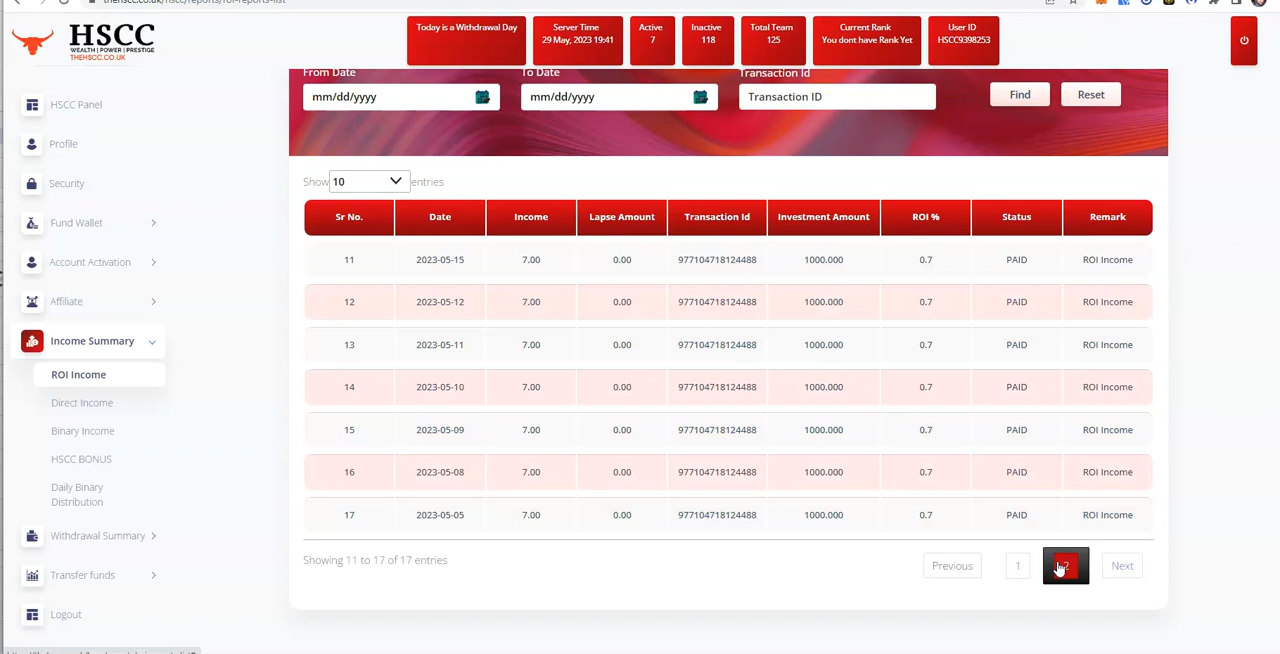 thehscc.co.uk/hscc/reports/roi-reports-list
HSCC
WEALTH | POWER | PRESTIGE
THEHSCC.CO.UK
Today is a Withdrawal Day
Server Time
29 May, 2023 19:41
Active
7
Inactive
118
Total Team
125
Current Rank
You dont have Rank Yet
User ID
HSCC9398253
HSCC Panel
Profile
Security
Fund Wallet
Account Activation
Affiliate
Income Summary
ROI Income
Direct Income
Binary Income
HSCC BONUS
Daily Binary
Distribution
Withdrawal Summary
Transfer funds
Logout
From Date To Date Transaction Id
mm/dd/yyyy mm/dd/yyyy Transaction ID Find Reset
Show 10 entries
Sr No. Date Income Lapse Amount Transaction Id Investment Amount ROI % Status Remark
11 2023-05-15 7.00 0.00 977104718124488 1000.000 0.7 PAID ROI Income
12 2023-05-12 7.00 0.00 977104718124488 1000.000 0.7 PAID ROI Income
13 2023-05-11 7.00 0.00 977104718124488 1000.000 0.7 PAID ROI Income
14 2023-05-10 7.00 0.00 977104718124488 1000.000 0.7 PAID ROI Income
15 2023-05-09 7.00 0.00 977104718124488 1000.000 0.7 PAID ROI Income
16 2023-05-08 7.00 0.00 977104718124488 1000.000 0.7 PAID ROI Income
17 2023-05-05 7.00 0.00 977104718124488 1000.000 0.7 PAID ROI Income
Showing 11 to 17 of 17 entries
Previous 1 2 Next